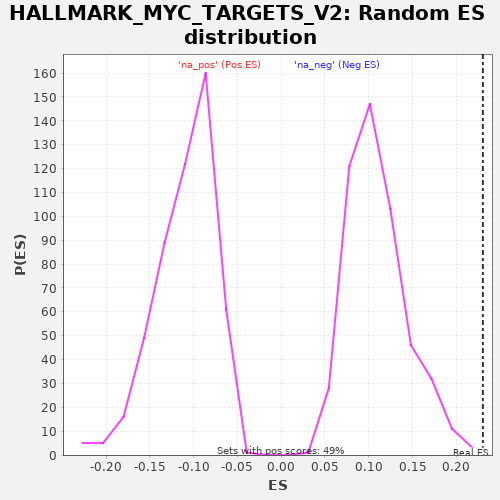 HALLMARK_MYC_TARGETS_V2: Random ES
distribution
'na_pos' (Pos ES)
'na_neg' (Neg ES)
160
150
140
130
120
110
100
90
80
70
60
50
40
30
20
10
0
P(ES)
Sets with pos scores: 49%
Real ES
-0.20 -0.15 -0.10 -0.05 0.00 0.05 0.10 0.15 0.20
ES